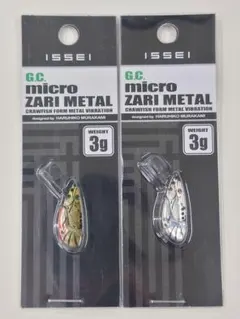 ISSEI
G.C.
micro
ZARI METAL
CRAWFISH FORM METAL VIBRATION
designed by HARUHIKO MURAKAMI
WEIGHT
3g
ISSEI
G.C.
micro
ZARI METAL
CRAWFISH FORM METAL VIBRATION
designed by HARUHIKO MURAKAMI
WEIGHT
3g